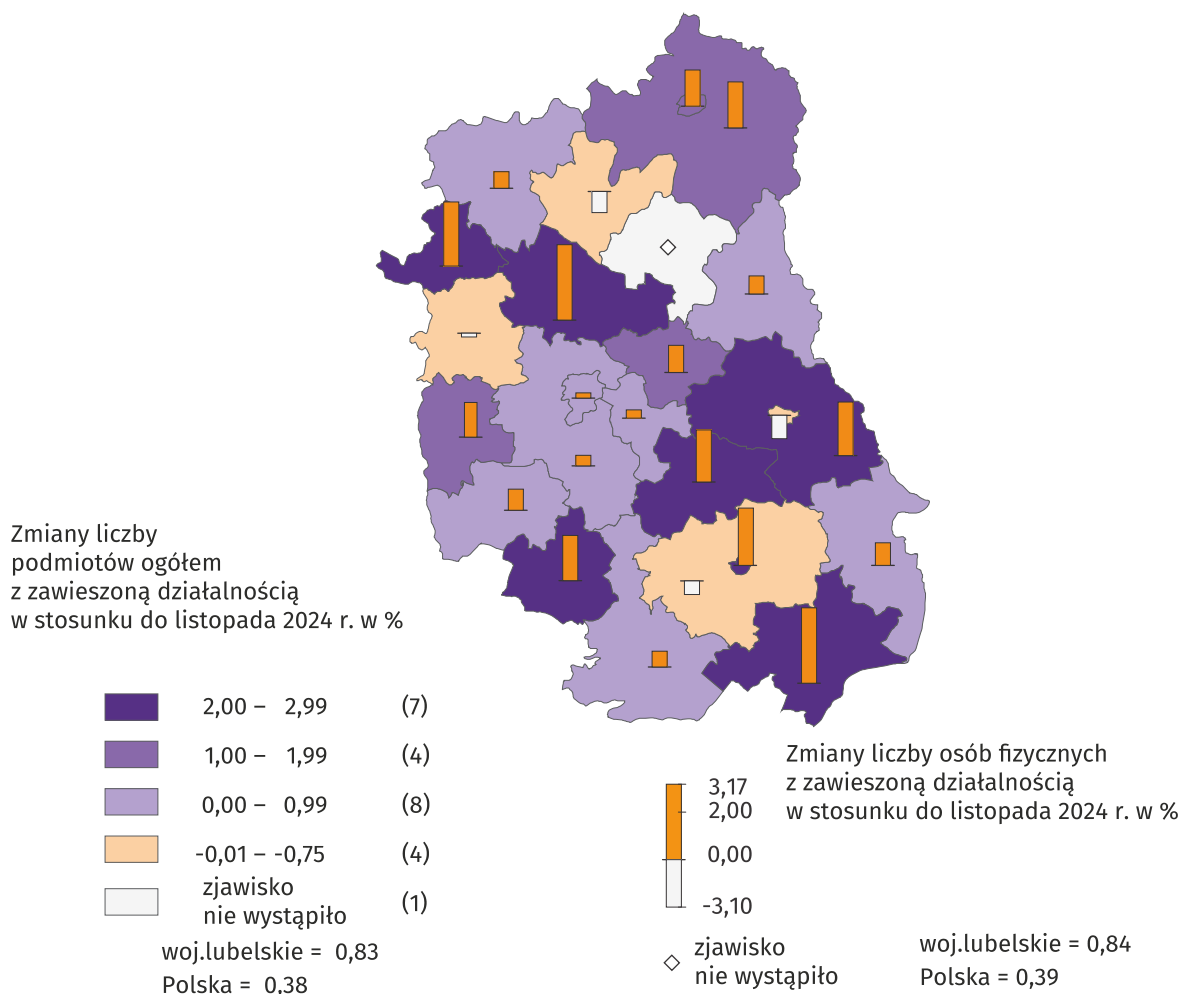 Zmiany liczby
podmiotów ogółem
z zawieszoną działalnością
w stosunku do listopada 2024 r. w %
2,00 – 2,99 (7)
1,00 – 1,99 (4)
0,00 – 0,99 (8)
-0,01 – -0,75 (4)
zjawisko
nie wystąpiło (1)
woj.lubelskie = 0,83
Polska = 0,38
Zmiany liczby osób fizycznych
z zawieszoną działalnością
w stosunku do listopada 2024 r. w %
3,17
2,00
0,00
-3,10
zjawisko
nie wystąpiło
woj.lubelskie = 0,84
Polska = 0,39